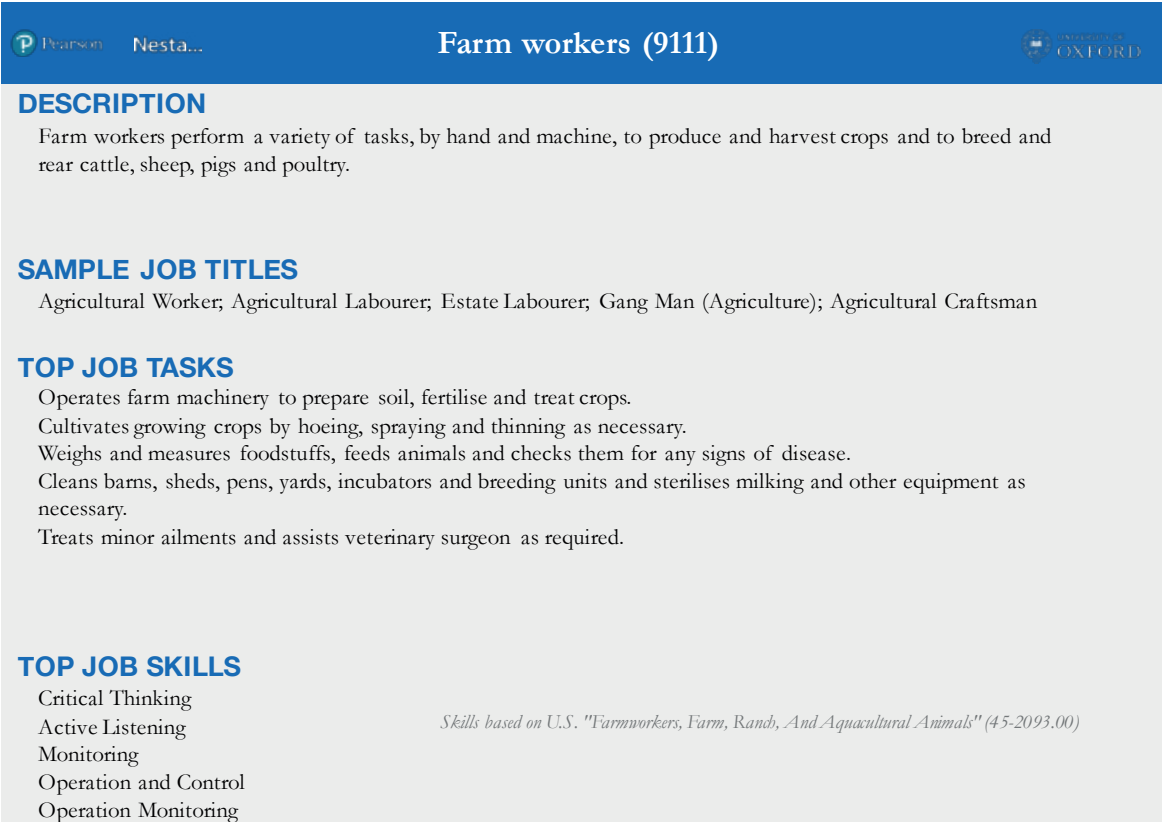 Pearson Nesta... Farm workers (9111) UNIVERSITY OF
OXFORD
DESCRIPTION
Farm workers perform a variety of tasks, by hand and machine, to produce and harvest crops and to breed and
rear cattle, sheep, pigs and poultry.
SAMPLE JOB TITLES
Agricultural Worker; Agricultural Labourer; Estate Labourer; Gang Man (Agriculture); Agricultural Craftsman
TOP JOB TASKS
Operates farm machinery to prepare soil, fertilise and treat crops.
Cultivates growing crops by hoeing, spraying and thinning as necessary.
Weighs and measures foodstuffs, feeds animals and checks them for any signs of disease.
Cleans barns, sheds, pens, yards, incubators and breeding units and sterilises milking and other equipment as
necessary.
Treats minor ailments and assists veterinary surgeon as required.
TOP JOB SKILLS
Critical Thinking
Active Listening
Skills based on U.S. "Farmworkers, Farm, Ranch, And Aquacultural Animals" (45-2093.00)
Monitoring
Operation and Control
Operation Monitoring